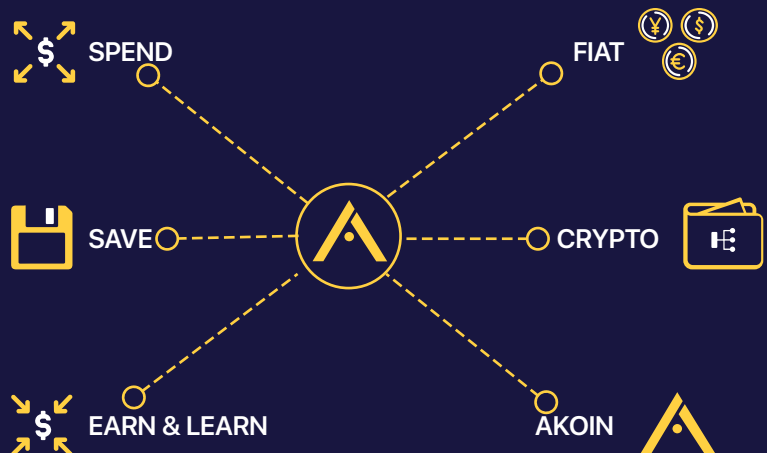 SPEND
FIAT
¥ $
€
$
SAVE
CRYPTO
EARN & LEARN
AKOIN
$